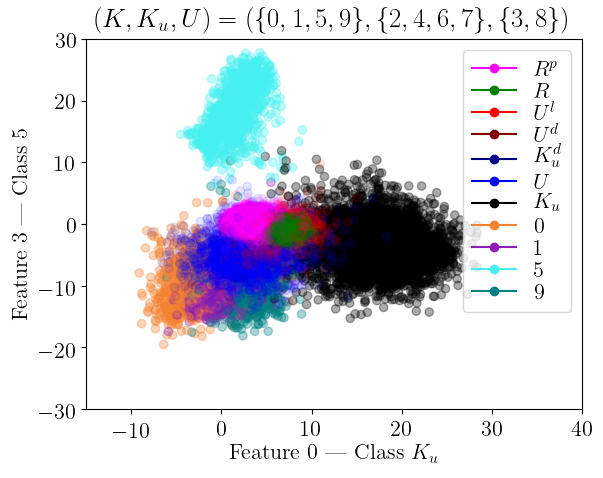 (K, K_u, U) = ({0, 1, 5, 9}, {2, 4, 6, 7}, {3, 8})
30
20
10
0
−10
−20
−30
Feature 3 — Class 5
R^p
R
U^l
U^d
K_u^d
U
K_u
0
1
5
9
−10 0 10 20 30 40
Feature 0 — Class K_u